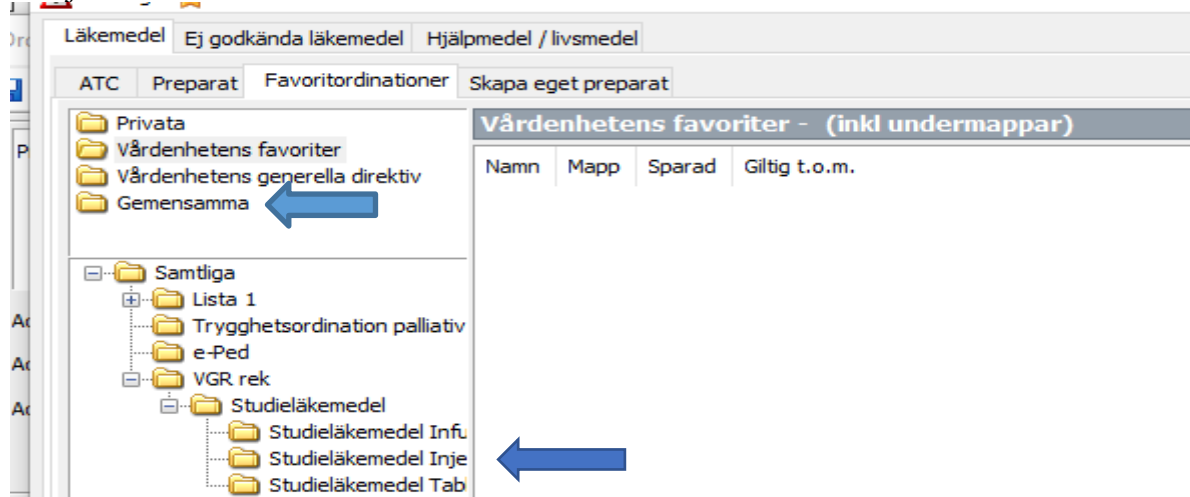 Läkemedel Ej godkända läkemedel Hjälpmedel / livsmedel
ATC Preparat Favoritordinationer Skapa eget preparat
Privata
Vårdenhetens favoriter
Vårdenhetens generella direktiv
Gemensamma
Vårdenhetens favoriter - (inkl undermappar)
Namn Mapp Sparad Giltig t.o.m.
Samtliga
Lista 1
Trygghetsordination palliativ
e-Ped
VGR rek
Studieläkemedel
Studieläkemedel Infu
Studieläkemedel Inje
Studieläkemedel Tab